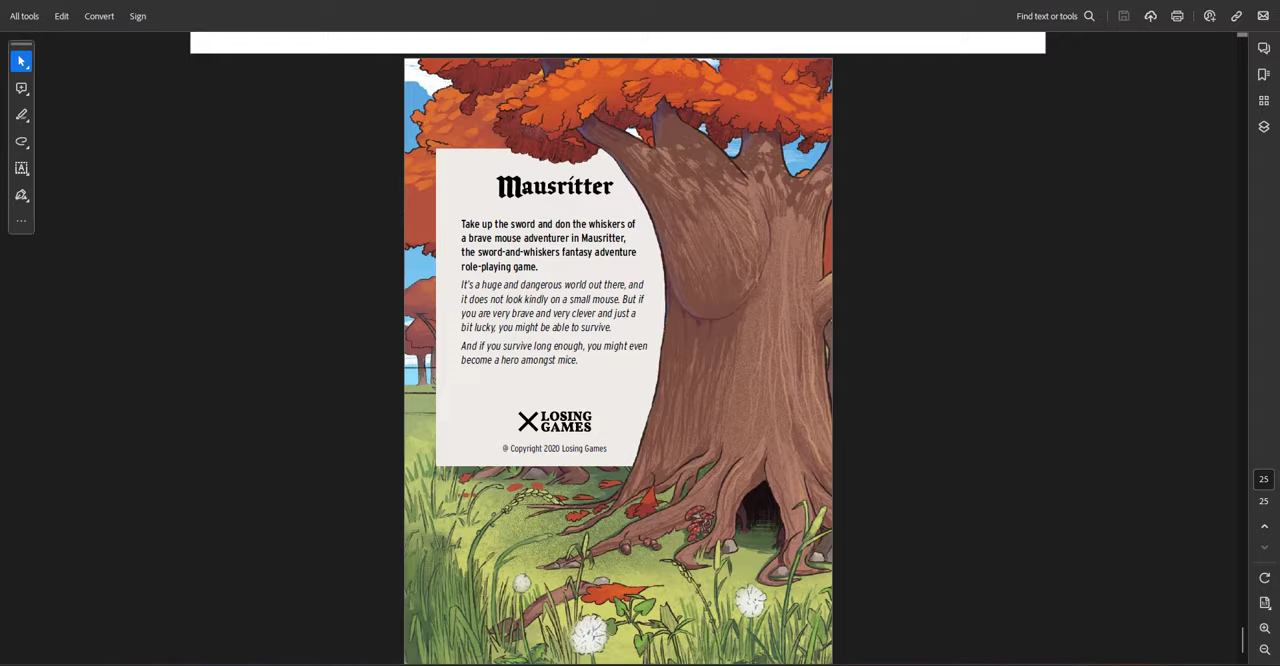 All tools Edit Convert Sign Find text or tools
Mausritter
Take up the sword and don the whiskers of
a brave mouse adventurer in Mausritter,
the sword-and-whiskers fantasy adventure
role-playing game.
It's a huge and dangerous world out there, and
it does not look kindly on a small mouse. But if
you are very brave and very clever and just a
bit lucky, you might be able to survive.
And if you survive long enough, you might even
become a hero amongst mice.
LOSING
GAMES
@ Copyright 2020 Losing Games
25
25